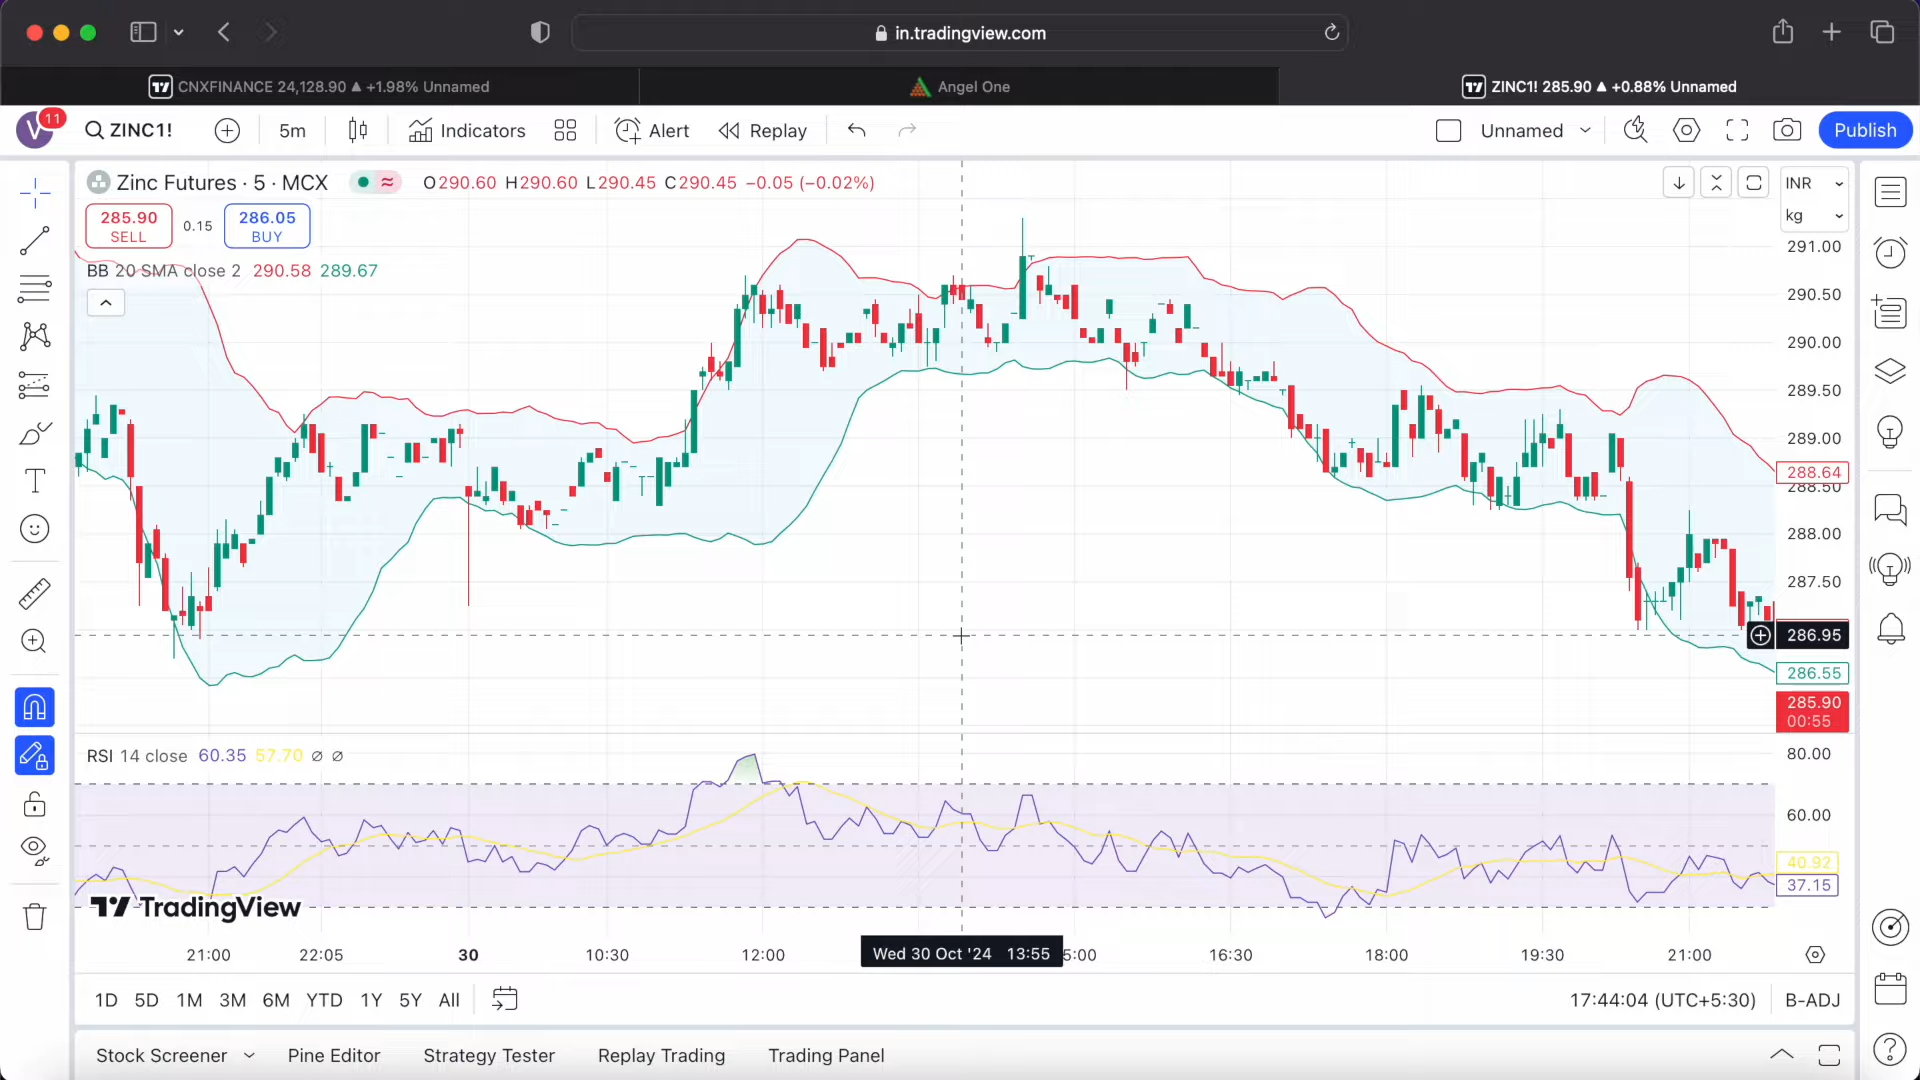 in.tradingview.com
CNXFINANCE 24,128.90 ▲ +1.98% Unnamed
Angel One
ZINC1! 285.90 ▲ +0.88% Unnamed
V 11 ZINC1! 5m Indicators Alert Replay Unnamed Publish
Zinc Futures · 5 · MCX O290.60 H290.60 L290.45 C290.45 −0.05 (−0.02%)
INR
kg
285.90 SELL
0.15
286.05 BUY
BB 20 SMA close 2 290.58 289.67
291.00
290.50
290.00
289.50
289.00
288.64
288.50
288.00
287.50
286.95
286.55
285.90
00:55
RSI 14 close 60.35 57.70 ∅ ∅
80.00
60.00
40.92
37.15
TradingView
21:00 22:05 30 10:30 12:00 Wed 30 Oct '24 13:55 5:00 16:30 18:00 19:30 21:00
1D 5D 1M 3M 6M YTD 1Y 5Y All 17:44:04 (UTC+5:30) B-ADJ
Stock Screener Pine Editor Strategy Tester Replay Trading Trading Panel